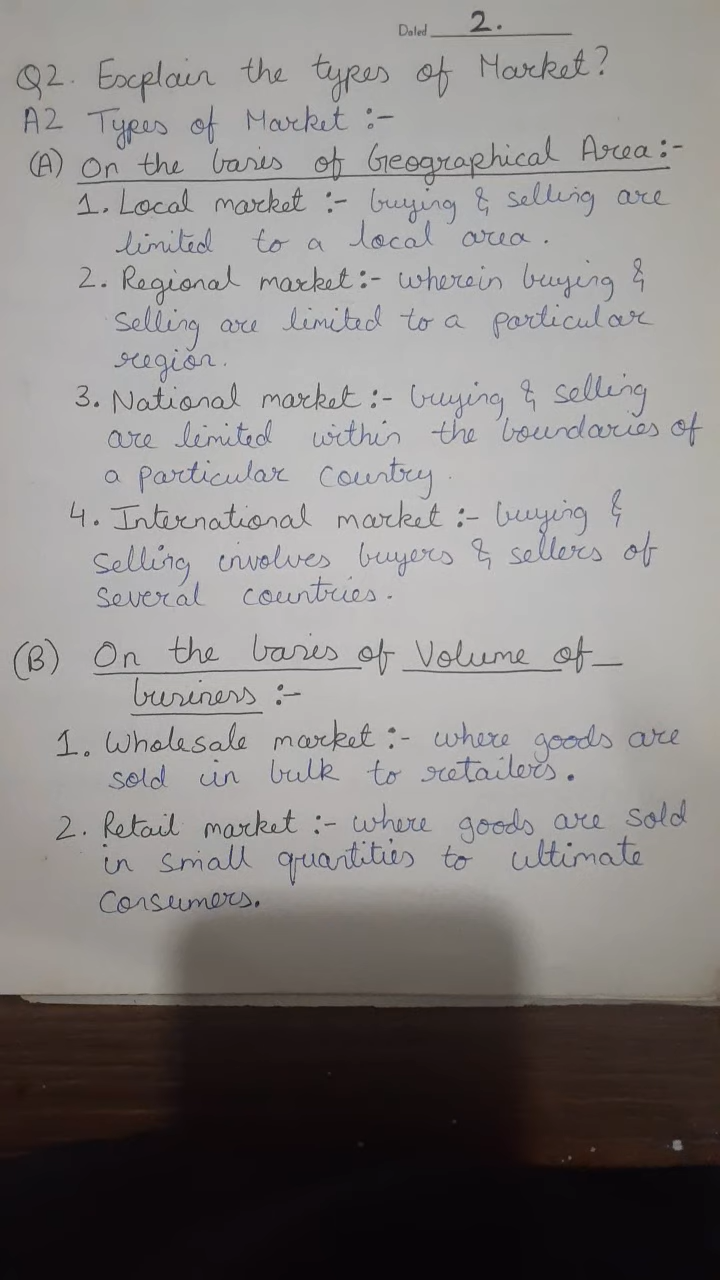 Dated 2.
Q2. Explain the types of Market?
A2 Types of Market :-
(A) On the basis of Geographical Area:-
1. Local market :- buying & selling are
limited to a local area.
2. Regional market:- wherein buying &
selling are limited to a particular
region.
3. National market:- buying & selling
are limited within the boundaries of
a particular country.
4. International market :- buying &
selling involves buyers & sellers of
several countries.
(B) On the basis of Volume of
business :-
1. Wholesale market :- where goods are
sold in bulk to retailers.
2. Retail market :- where goods are sold
in small quantities to ultimate
consumers.